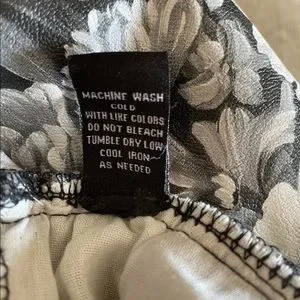 MACHINE WASH
COLD
WITH LIKE COLORS
DO NOT BLEACH
TUMBLE DRY LOW
COOL IRON
AS NEEDED